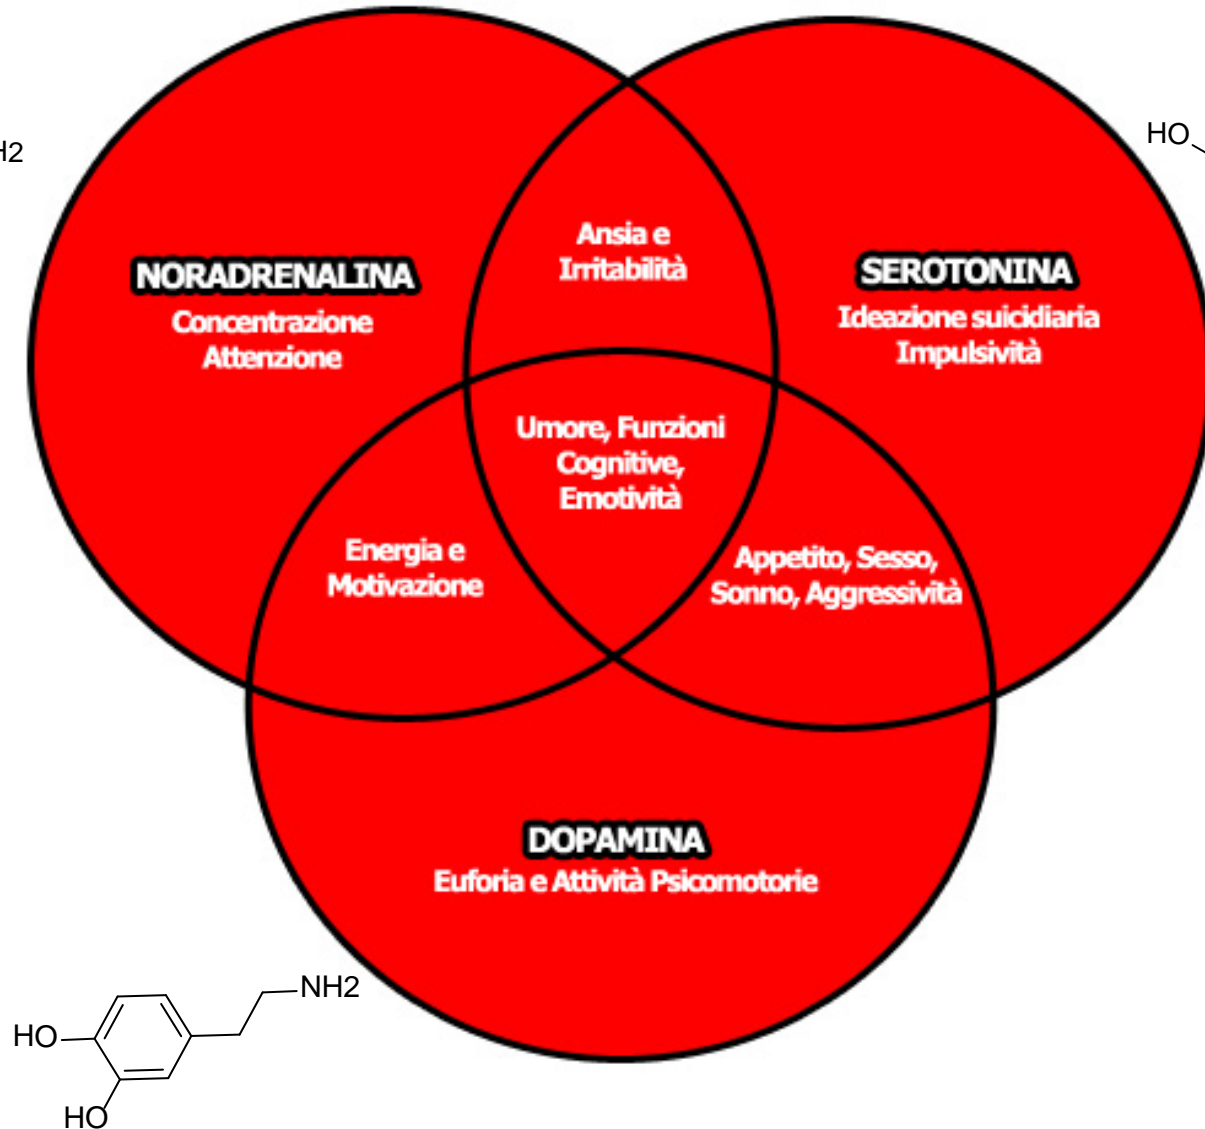 H2
HO
NORADRENALINA
Concentrazione
Attenzione
Ansia e
Irritabilità
SEROTONINA
Ideazione suicidiaria
Impulsività
Umore, Funzioni
Cognitive,
Emotività
Energia e
Motivazione
Appetito, Sesso,
Sonno, Aggressività
DOPAMINA
Euforia e Attività Psicomotorie
NH2
HO
HO